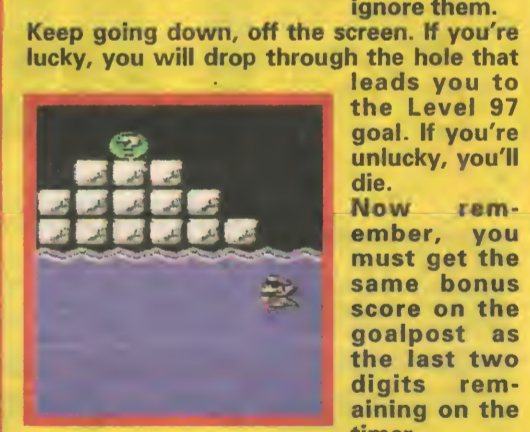 ignore them.
Keep going down, off the screen. If you're
lucky, you will drop through the hole that
leads you to
the Level 97
goal. If you're
unlucky, you'll
die.
Now rem-
ember, you
must get the
same bonus
score on the
goalpost as
the last two
digits rem-
aining on the
timer